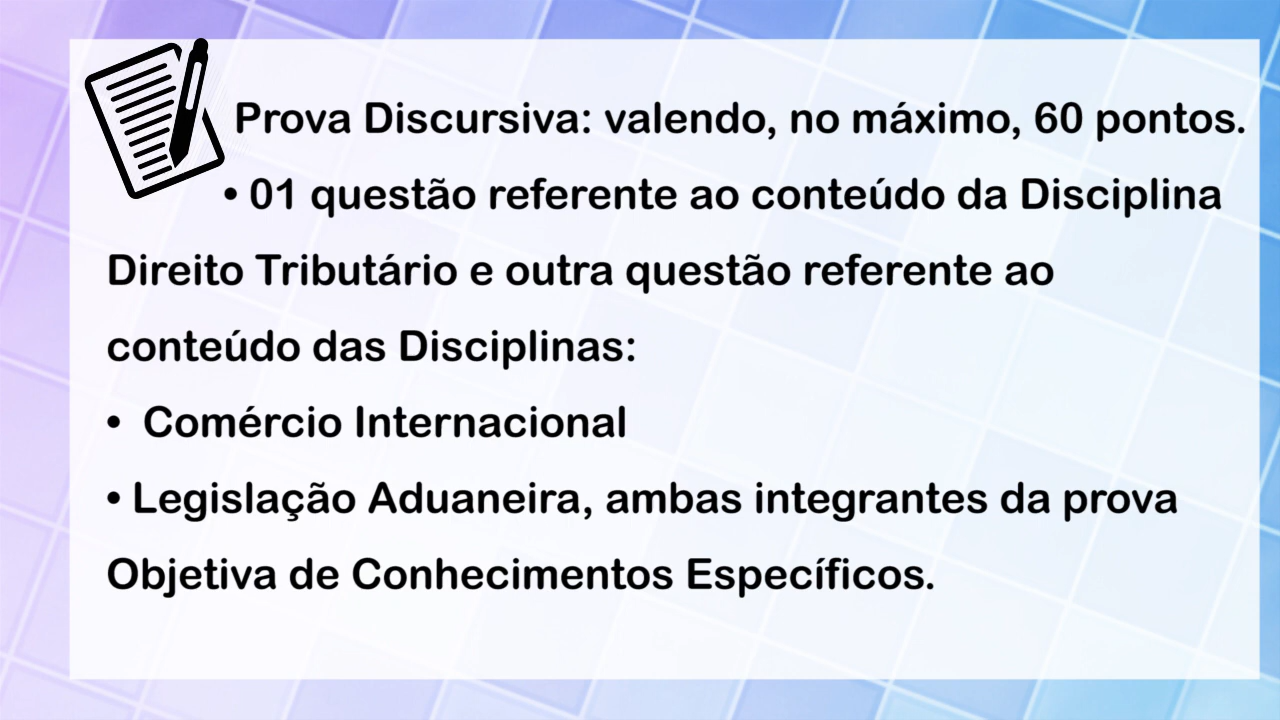 Prova Discursiva: valendo, no máximo, 60 pontos.
• 01 questão referente ao conteúdo da Disciplina
Direito Tributário e outra questão referente ao
conteúdo das Disciplinas:
• Comércio Internacional
• Legislação Aduaneira, ambas integrantes da prova
Objetiva de Conhecimentos Específicos.